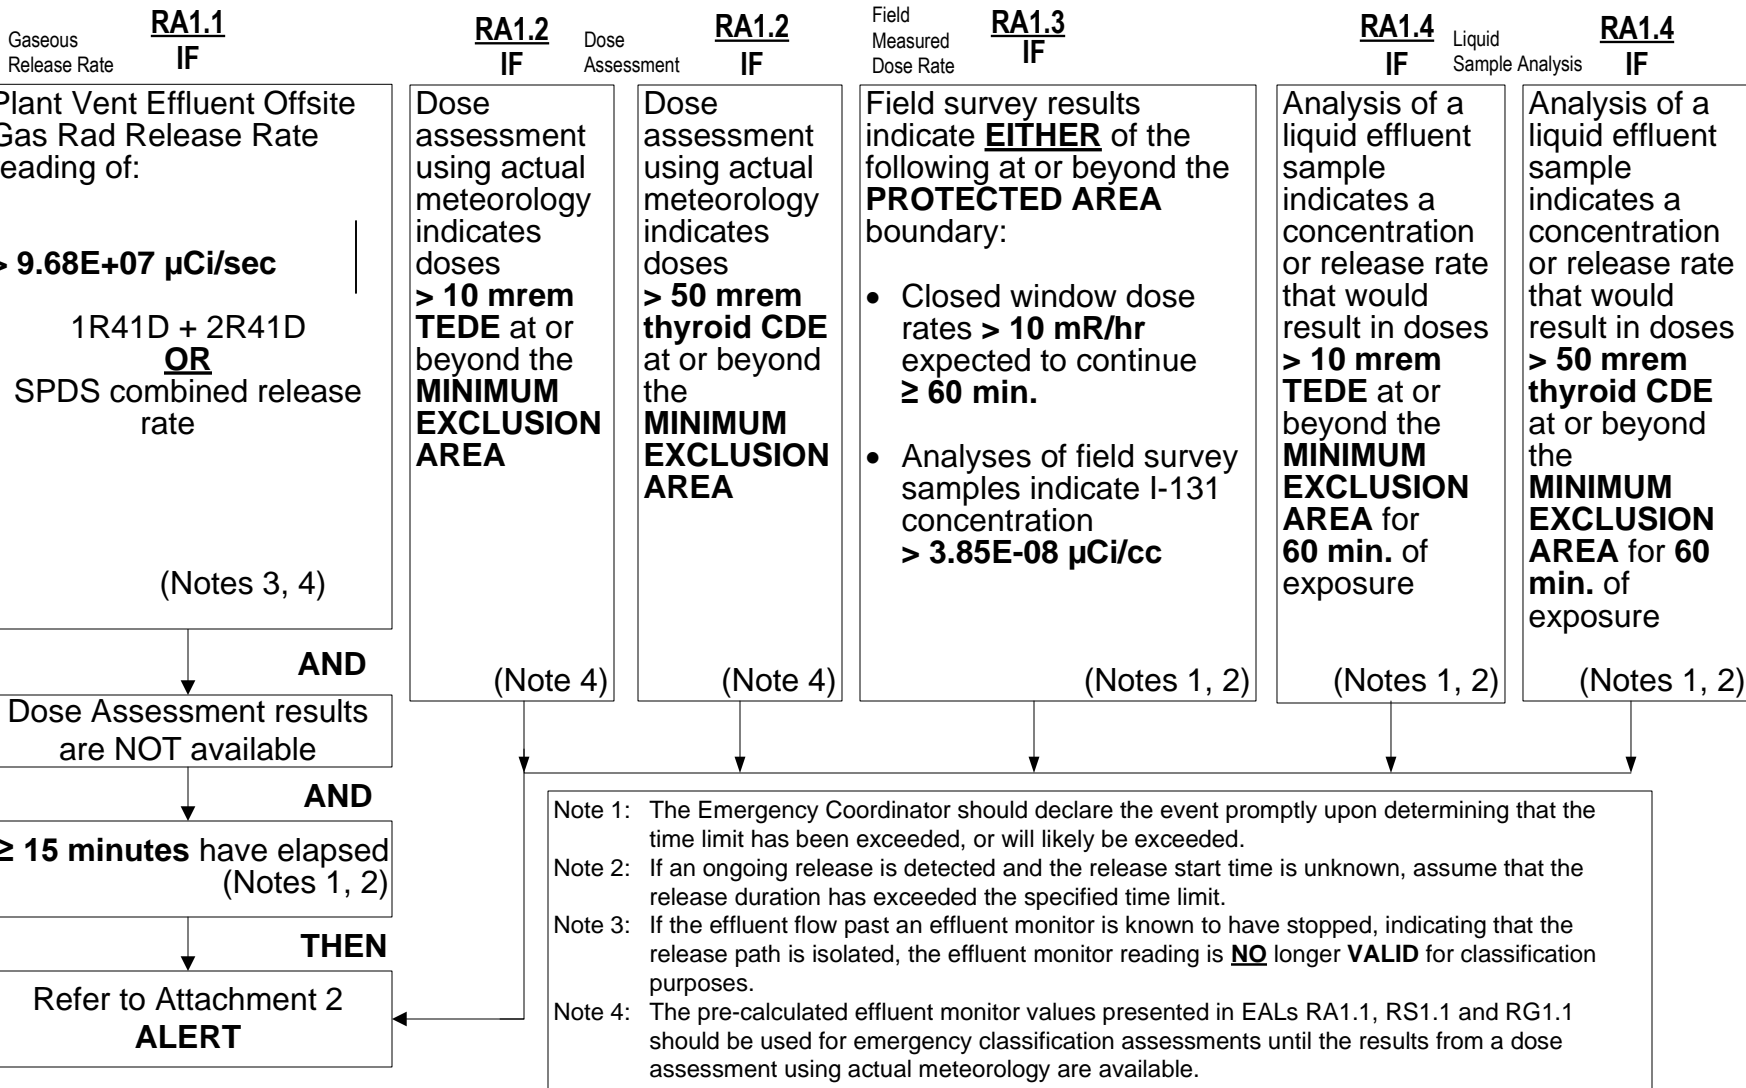 Gaseous
Release Rate
RA1.1
IF
Plant Vent Effluent Offsite
Gas Rad Release Rate
reading of:
> 9.68E+07 µCi/sec
1R41D + 2R41D
OR
SPDS combined release
rate
(Notes 3, 4)
AND
Dose Assessment results
are NOT available
AND
≥ 15 minutes have elapsed
(Notes 1, 2)
THEN
Refer to Attachment 2
ALERT
RA1.2
IF
Dose
assessment
using actual
meteorology
indicates
doses
> 10 mrem
TEDE at or
beyond the
MINIMUM
EXCLUSION
AREA
(Note 4)
Dose
Assessment
RA1.2
IF
Dose
assessment
using actual
meteorology
indicates
doses
> 50 mrem
thyroid CDE
at or beyond
the
MINIMUM
EXCLUSION
AREA
(Note 4)
Field
Measured
Dose Rate
RA1.3
IF
Field survey results
indicate EITHER of the
following at or beyond the
PROTECTED AREA
boundary:
• Closed window dose
rates > 10 mR/hr
expected to continue
≥ 60 min.
• Analyses of field survey
samples indicate I-131
concentration
> 3.85E-08 µCi/cc
(Notes 1, 2)
RA1.4
IF
Analysis of a
liquid effluent
sample
indicates a
concentration
or release rate
that would
result in doses
> 10 mrem
TEDE at or
beyond the
MINIMUM
EXCLUSION
AREA for
60 min. of
exposure
(Notes 1, 2)
Liquid
Sample Analysis
RA1.4
IF
Analysis of a
liquid effluent
sample
indicates a
concentration
or release rate
that would
result in doses
> 50 mrem
thyroid CDE
at or beyond
the
MINIMUM
EXCLUSION
AREA for 60
min. of
exposure
(Notes 1, 2)
Note 1: The Emergency Coordinator should declare the event promptly upon determining that the
time limit has been exceeded, or will likely be exceeded.
Note 2: If an ongoing release is detected and the release start time is unknown, assume that the
release duration has exceeded the specified time limit.
Note 3: If the effluent flow past an effluent monitor is known to have stopped, indicating that the
release path is isolated, the effluent monitor reading is NO longer VALID for classification
purposes.
Note 4: The pre-calculated effluent monitor values presented in EALs RA1.1, RS1.1 and RG1.1
should be used for emergency classification assessments until the results from a dose
assessment using actual meteorology are available.